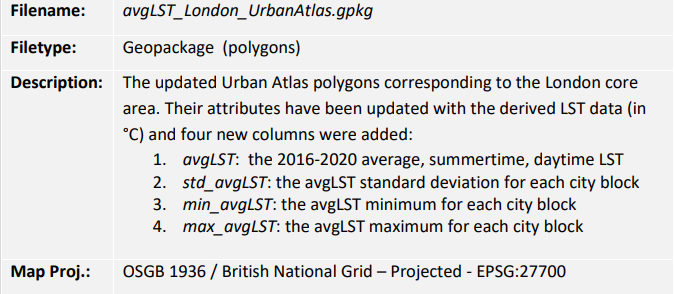 Filename: avgLST_London_UrbanAtlas.gpkg
Filetype: Geopackage (polygons)
Description: The updated Urban Atlas polygons corresponding to the London core
area. Their attributes have been updated with the derived LST data (in
°C) and four new columns were added:
1. avgLST: the 2016-2020 average, summertime, daytime LST
2. std_avgLST: the avgLST standard deviation for each city block
3. min_avgLST: the avgLST minimum for each city block
4. max_avgLST: the avgLST maximum for each city block
Map Proj.: OSGB 1936 / British National Grid – Projected - EPSG:27700